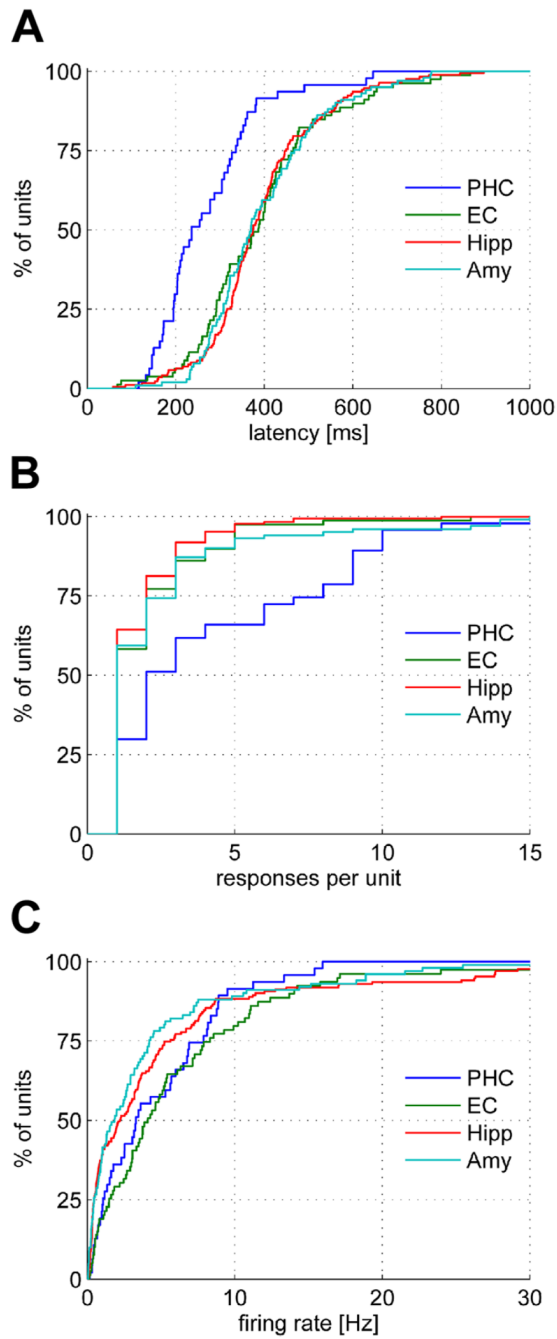 A
100
75
50
25
0
% of units
PHC
EC
Hipp
Amy
0 200 400 600 800 1000
latency [ms]
B
100
75
50
25
0
% of units
PHC
EC
Hipp
Amy
0 5 10 15
responses per unit
C
100
75
50
25
0
% of units
PHC
EC
Hipp
Amy
0 10 20 30
firing rate [Hz]